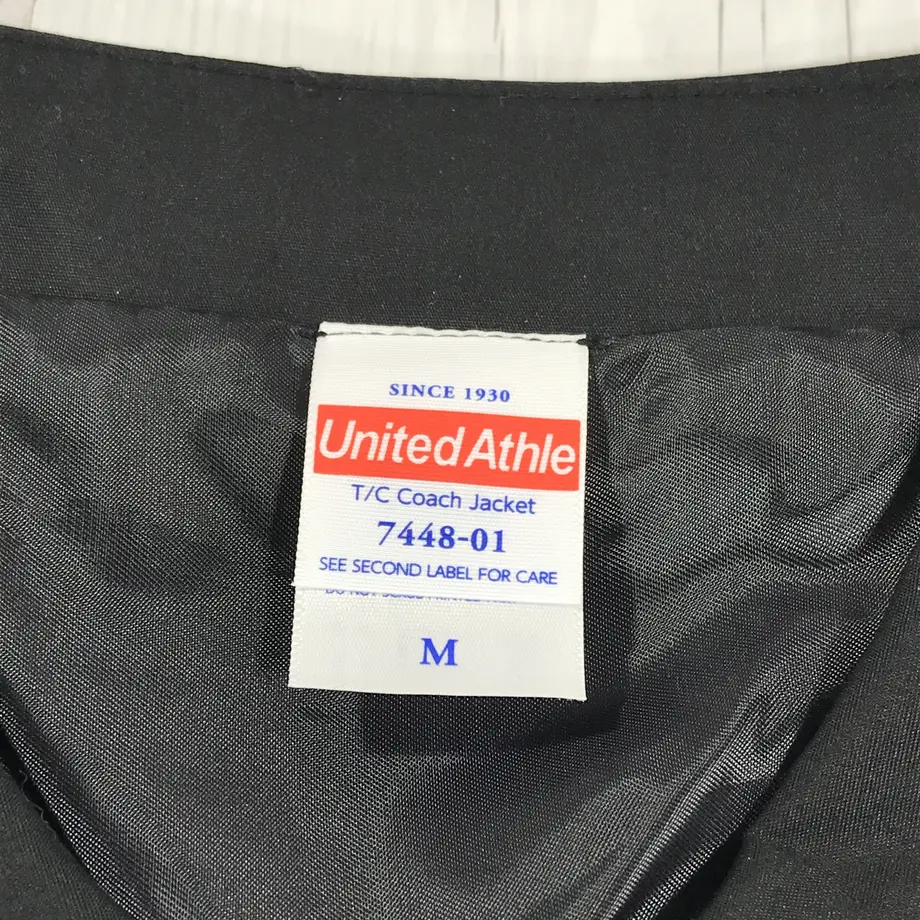 SINCE 1930
United Athle
T/C Coach Jacket
7448-01
SEE SECOND LABEL FOR CARE
M